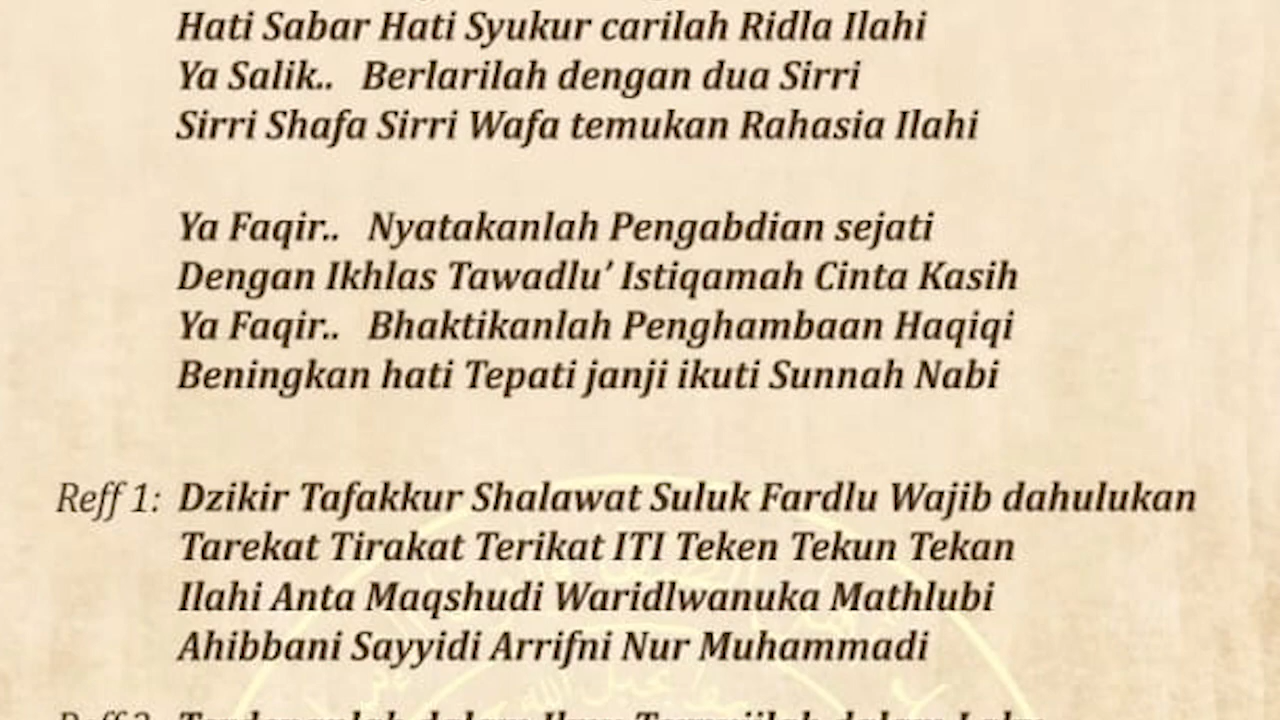 Hati Sabar Hati Syukur carilah Ridla Ilahi
Ya Salik.. Berlarilah dengan dua Sirri
Sirri Shafa Sirri Wafa temukan Rahasia Ilahi
Ya Faqir.. Nyatakanlah Pengabdian sejati
Dengan Ikhlas Tawadlu’ Istiqamah Cinta Kasih
Ya Faqir.. Bhaktikanlah Penghambaan Haqiqi
Beningkan hati Tepati janji ikuti Sunnah Nabi
Reff 1: Dzikir Tafakkur Shalawat Suluk Fardlu Wajib dahulukan
Tarekat Tirakat Terikat ITI Teken Tekun Tekan
Ilahi Anta Maqshudi Waridlwanuka Mathlubi
Ahibbani Sayyidi Arrifni Nur Muhammadi